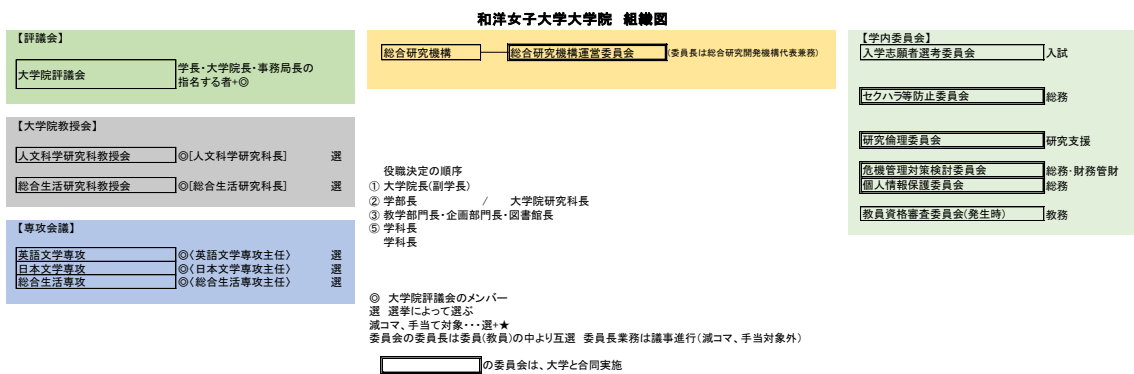 和洋女子大学大学院 組織図
【評議会】
大学院評議会
学長・大学院長・事務局長の
指名する者+◎
【大学院教授会】
人文科学研究科教授会 ◎[人文科学研究科長] 選
総合生活研究科教授会 ◎[総合生活研究科長] 選
【専攻会議】
英語文学専攻 ◎〈英語文学専攻主任〉 選
日本文学専攻 ◎〈日本文学専攻主任〉 選
総合生活専攻 ◎〈総合生活専攻主任〉 選
総合研究機構 総合研究機構運営委員会 (委員長は総合研究開発機構代表兼務)
役職決定の順序
① 大学院長(副学長)
② 学部長 / 大学院研究科長
③ 教学部門長・企画部門長・図書館長
⑤ 学科長
学科長
◎ 大学院評議会のメンバー
選 選挙によって選ぶ
減コマ、手当て対象・・・選+★
委員会の委員長は委員(教員)の中より互選 委員長業務は議事進行(減コマ、手当対象外)
の委員会は、大学と合同実施
【学内委員会】
入学志願者選考委員会 入試
セクハラ等防止委員会 総務
研究倫理委員会 研究支援
危機管理対策検討委員会 総務・財務管財
個人情報保護委員会 総務
教員資格審査委員会(発生時) 教務